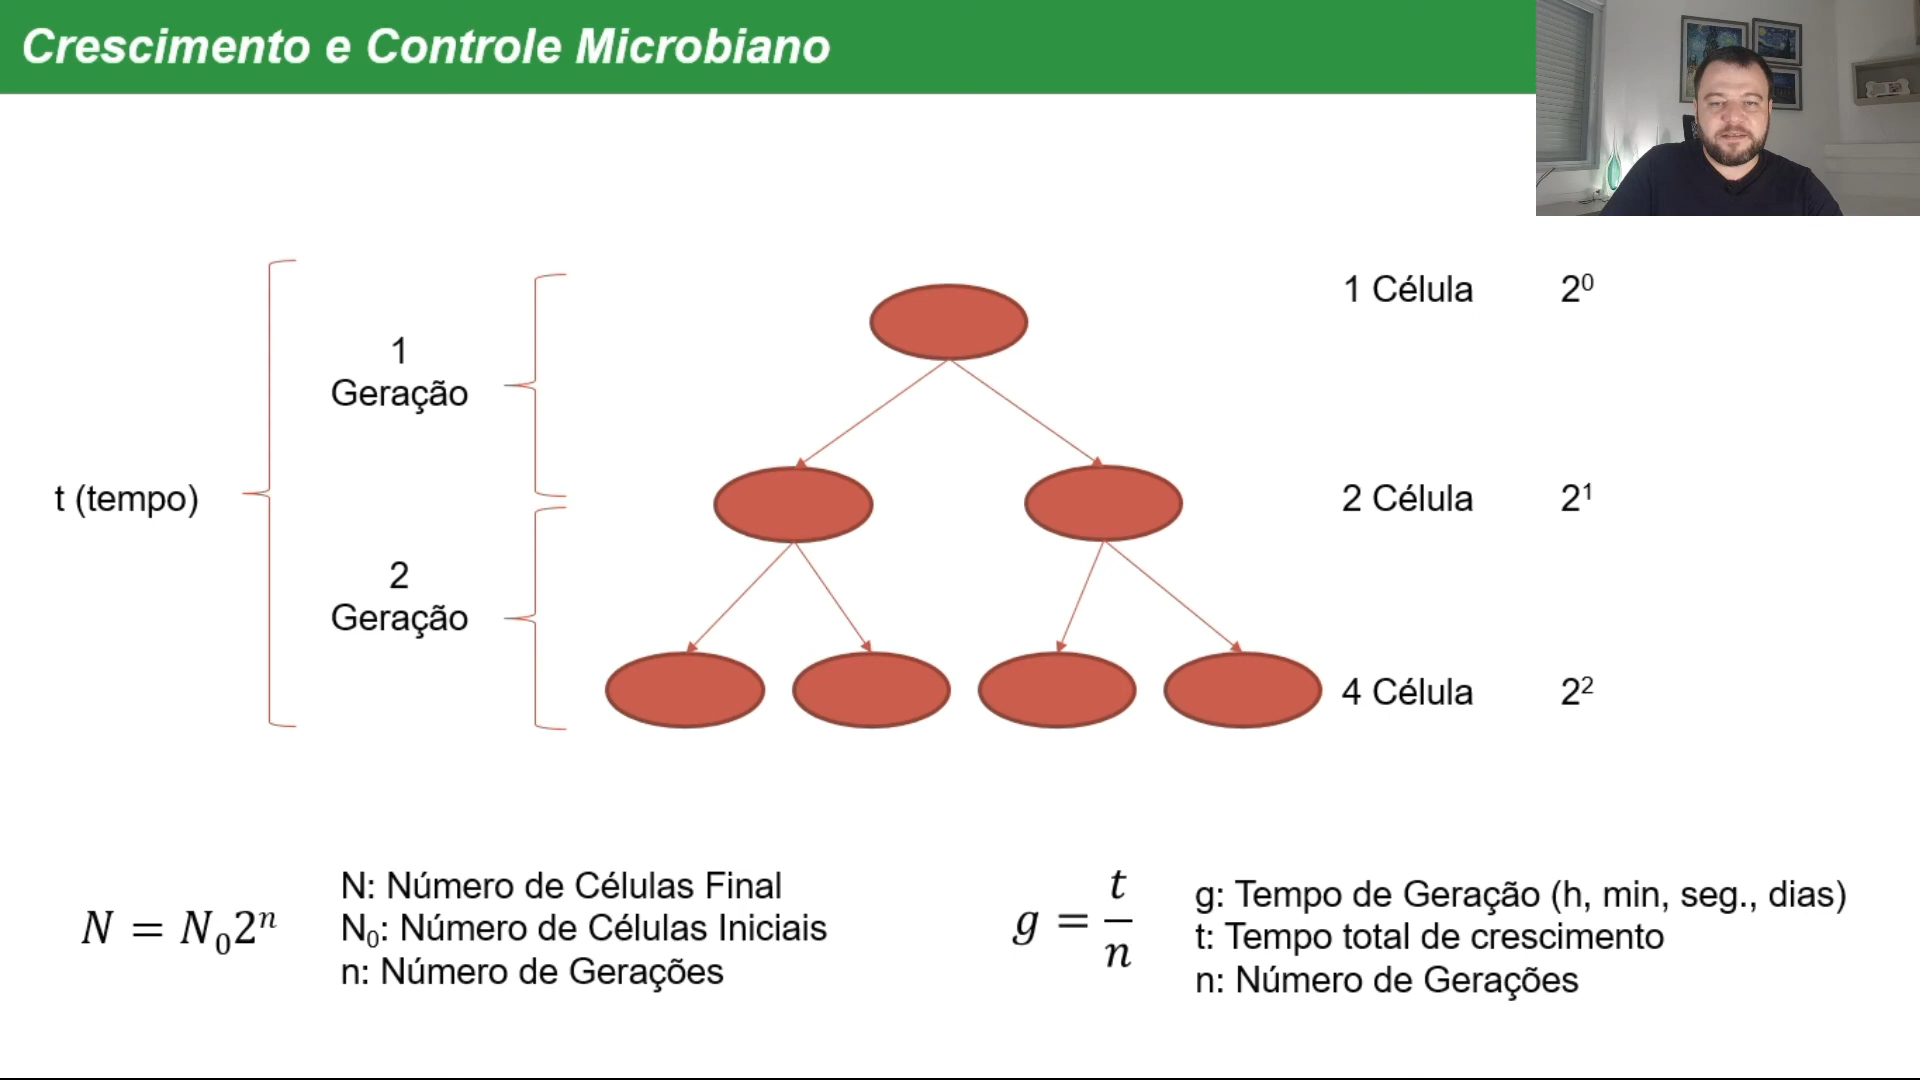 Crescimento e Controle Microbiano
1 Célula 2⁰
1
Geração
t (tempo)
2 Célula 2¹
2
Geração
4 Célula 2²
N = N₀2ⁿ
N: Número de Células Final
N₀: Número de Células Iniciais
n: Número de Gerações
g = t/n
g: Tempo de Geração (h, min, seg., dias)
t: Tempo total de crescimento
n: Número de Gerações